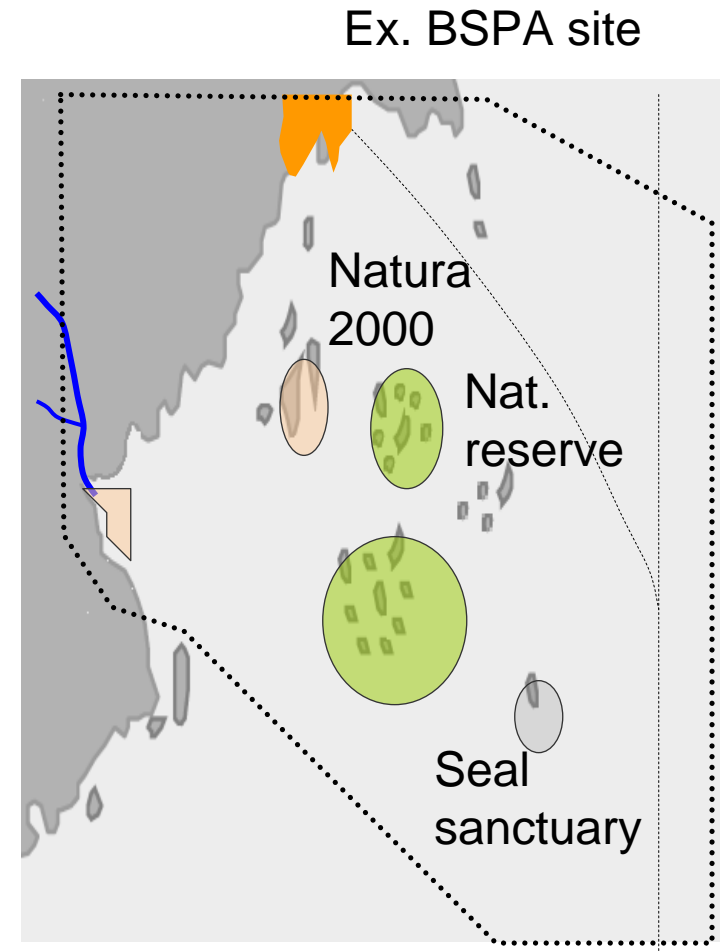 Ex. BSPA site
Natura
2000
Nat.
reserve
Seal
sanctuary